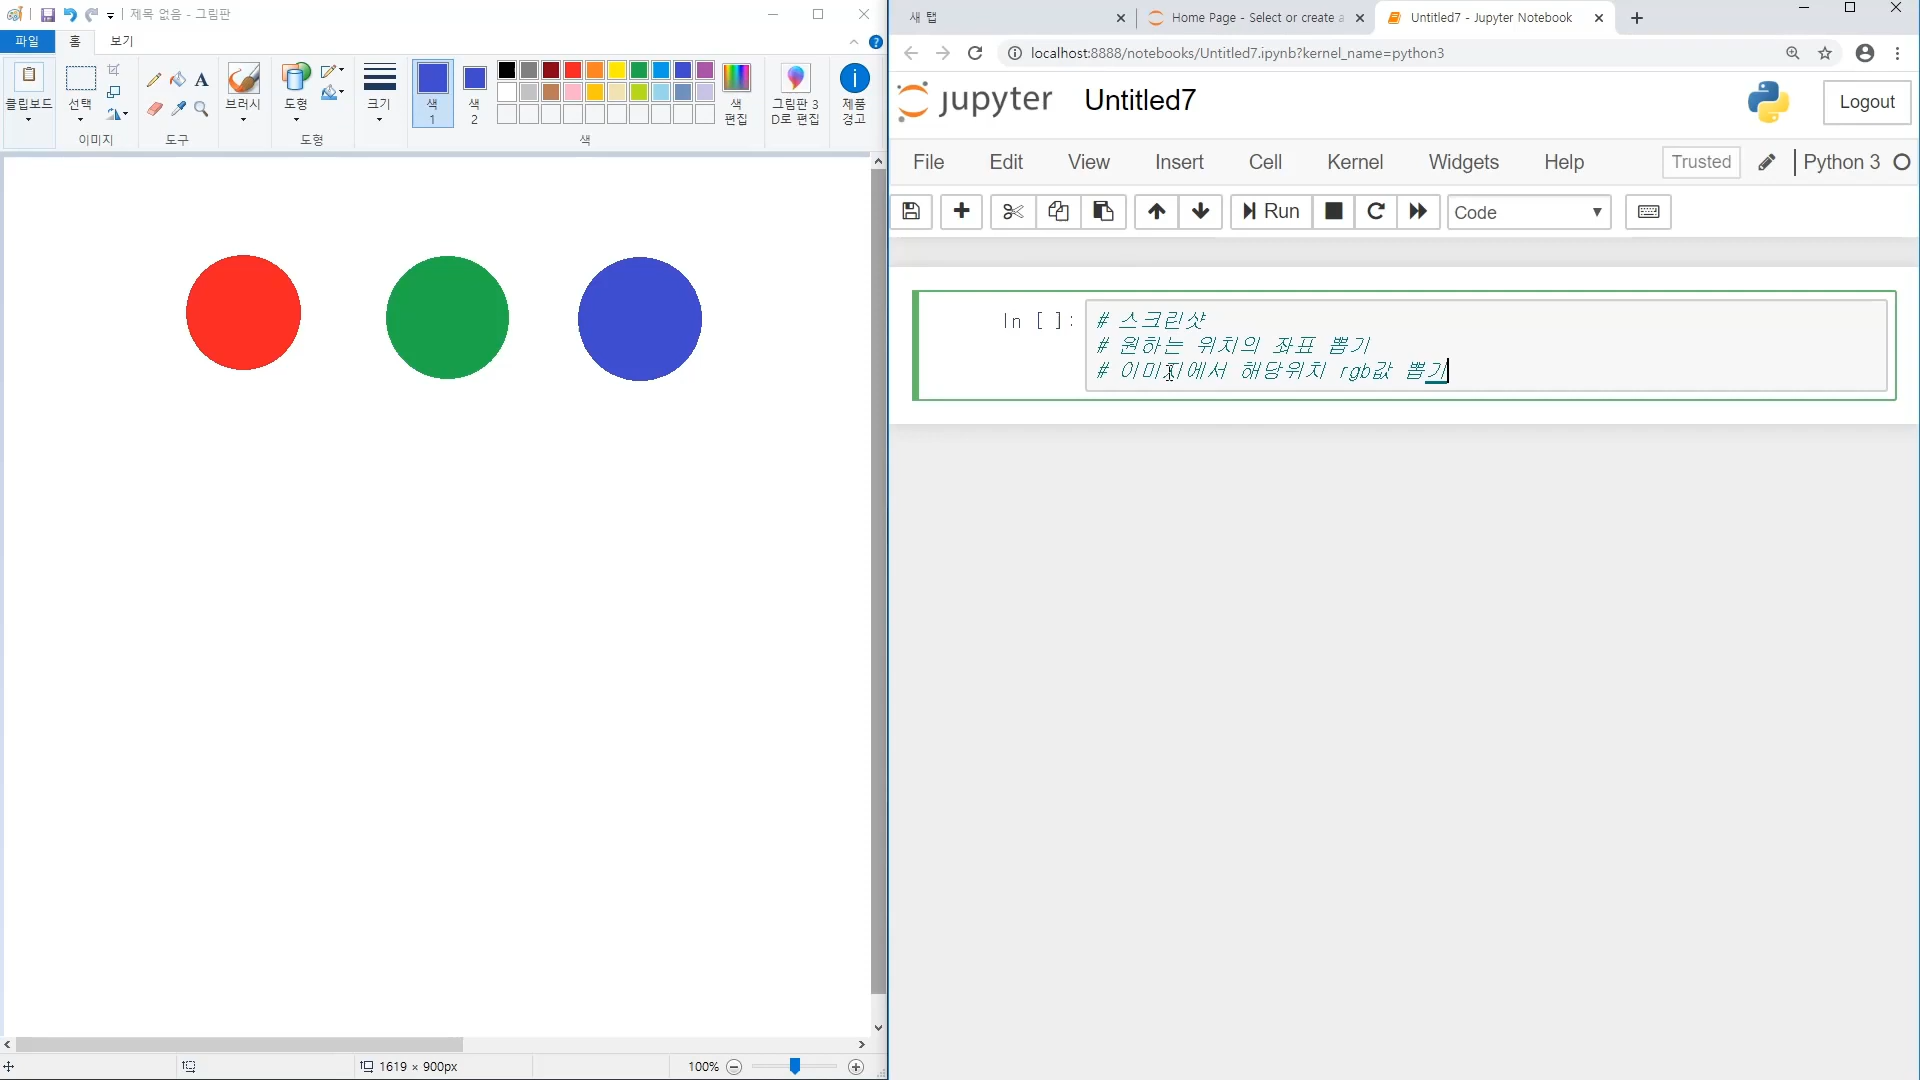 제목 없음 - 그림판
파일
홈
보기
클립보드
선택
이미지
A
도구
브러시
도형
도형
크기
색
1
색
2
색
편집
색
그림판 3
D로 편집
제품
경고
1619 × 900px
100%
새 탭
Home Page - Select or create a
Untitled7 - Jupyter Notebook
localhost:8888/notebooks/Untitled7.ipynb?kernel_name=python3
jupyter
Untitled7
Logout
File Edit View Insert Cell Kernel Widgets Help
Trusted
Python 3
Run
Code
In [ ]:
# 스크린샷
# 원하는 위치의 좌표 뽑기
# 이미지에서 해당위치 rgb값 뽑기